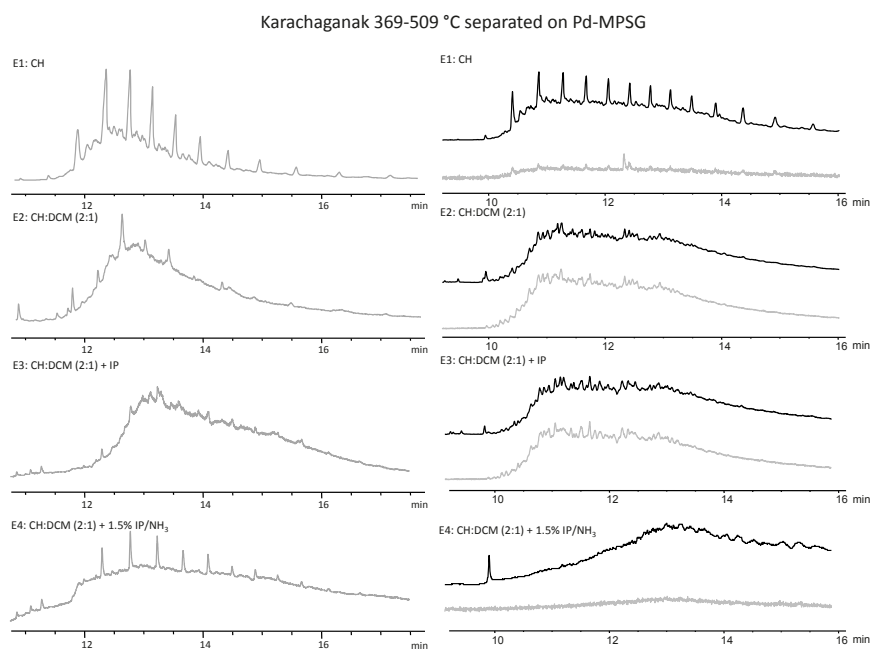 Karachaganak 369-509 °C separated on Pd-MPSG
E1: CH
12
14
16
min
E2: CH:DCM (2:1)
12
14
16
min
E3: CH:DCM (2:1) + IP
12
14
16
min
E4: CH:DCM (2:1) + 1.5% IP/NH₃
12
14
16
min
E1: CH
10
12
14
16 min
E2: CH:DCM (2:1)
10
12
14
16 min
E3: CH:DCM (2:1) + IP
10
12
14
16 min
E4: CH:DCM (2:1) + 1.5% IP/NH₃
10
12
14
16 min